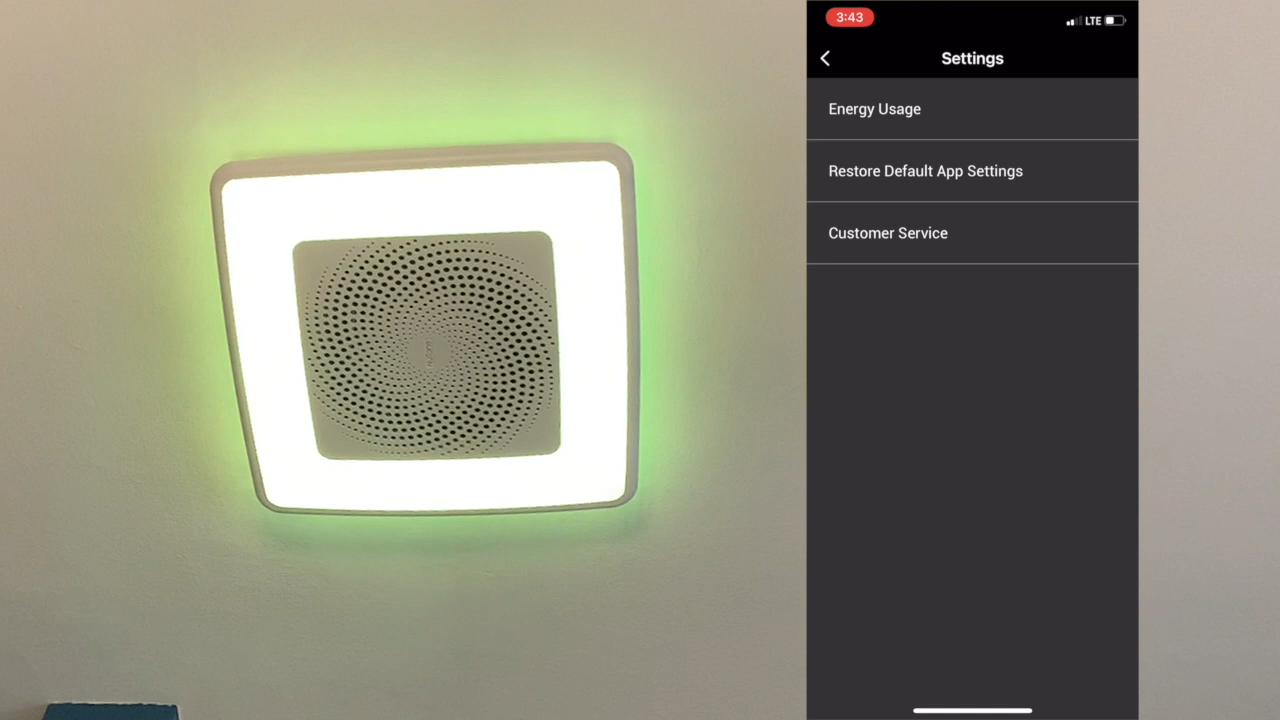 3:43
LTE
Settings
Energy Usage
Restore Default App Settings
Customer Service